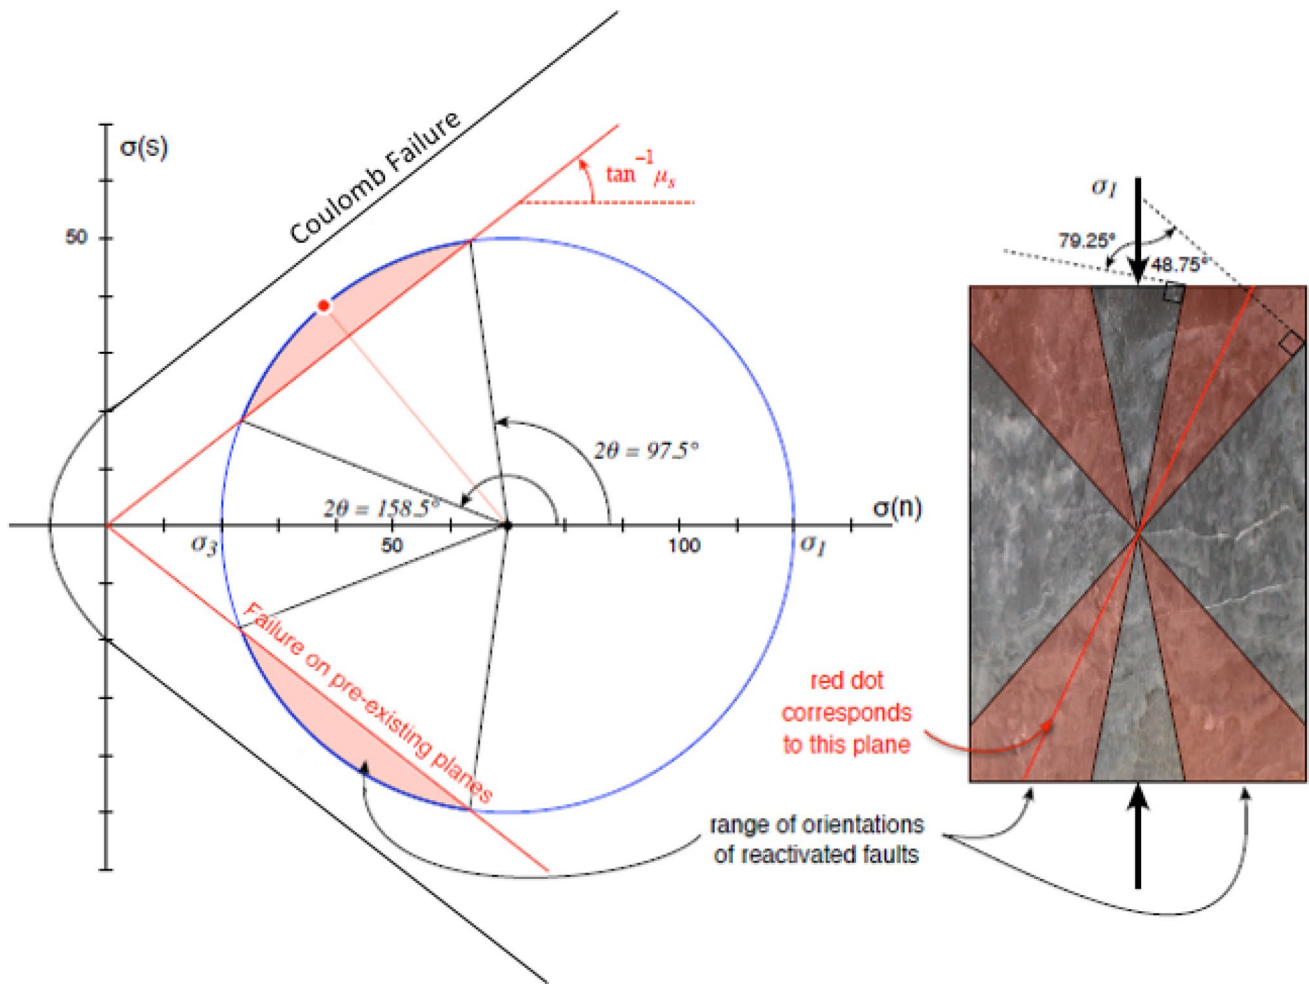 Coulomb Failure
σ(s)
tan⁻¹ μₛ
50
σ₁
79.25°
48.75°
2θ = 97.5°
2θ = 158.5°
σ(n)
σ₃
50
100
σ₁
Failure on pre-existing planes
red dot
corresponds
to this plane
range of orientations
of reactivated faults